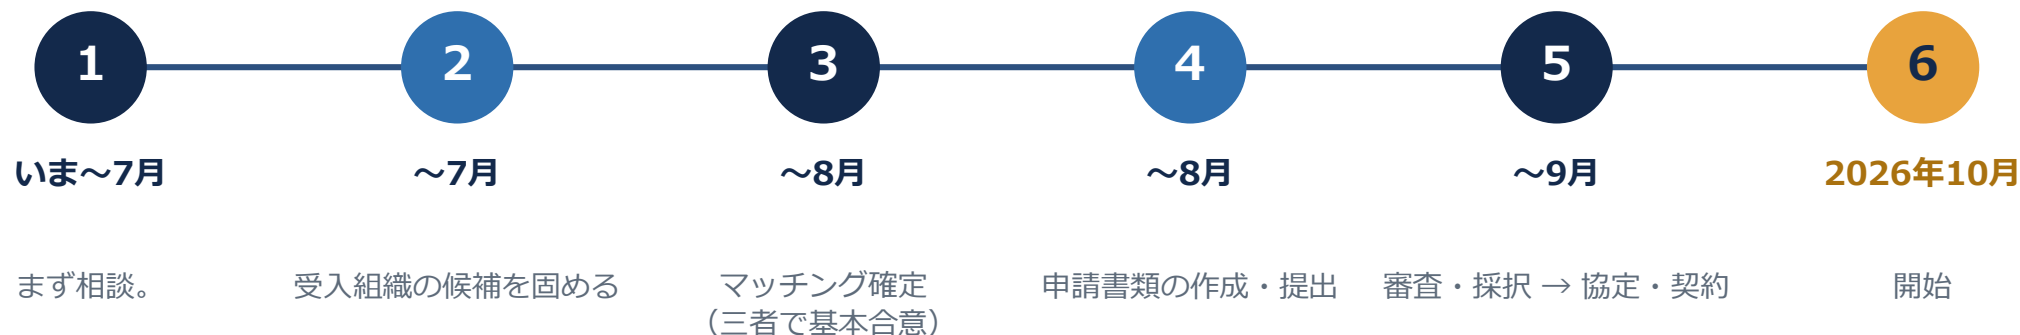 1
2
3
4
5
6
いま～7月
～7月
～8月
～8月
～9月
2026年10月
まず相談。
受入組織の候補を固める
マッチング確定
（三者で基本合意）
申請書類の作成・提出
審査・採択 → 協定・契約
開始